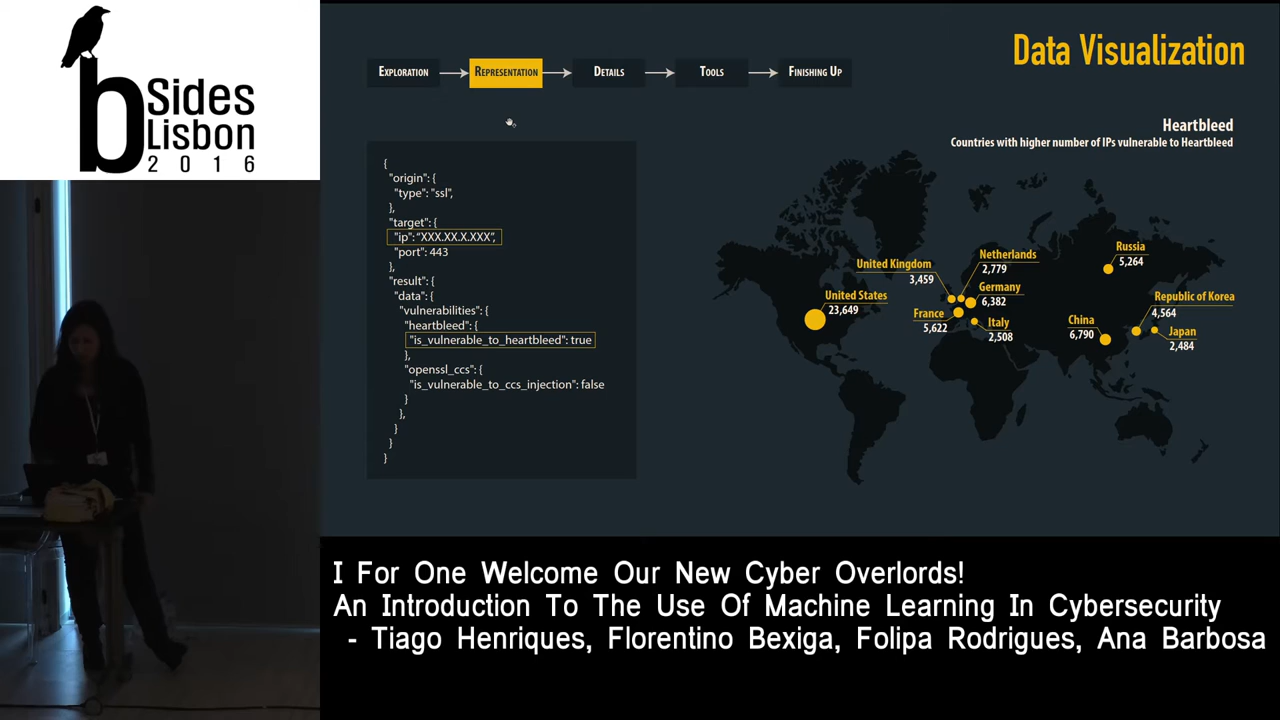 b
Sides
Lisbon
2016
Data Visualization
EXPLORATION
REPRESENTATION
DETAILS
TOOLS
FINISHING UP
Heartbleed
Countries with higher number of IPs vulnerable to Heartbleed
{
"origin": {
"type": "ssl",
},
"target": {
"ip": "XXX.XX.X.XXX",
"port": 443
},
"result": {
"data": {
"vulnerabilities": {
"heartbleed": {
"is_vulnerable_to_heartbleed": true
},
"openssl_ccs": {
"is_vulnerable_to_ccs_injection": false
}
},
}
}
}
United States
23,649
United Kingdom
3,459
Netherlands
2,779
Germany
6,382
France
5,622
Italy
2,508
Russia
5,264
Republic of Korea
4,564
China
6,790
Japan
2,484
I For One Welcome Our New Cyber Overlords!
An Introduction To The Use Of Machine Learning In Cybersecurity
- Tiago Henriques, Florentino Bexiga, Folipa Rodrigues, Ana Barbosa